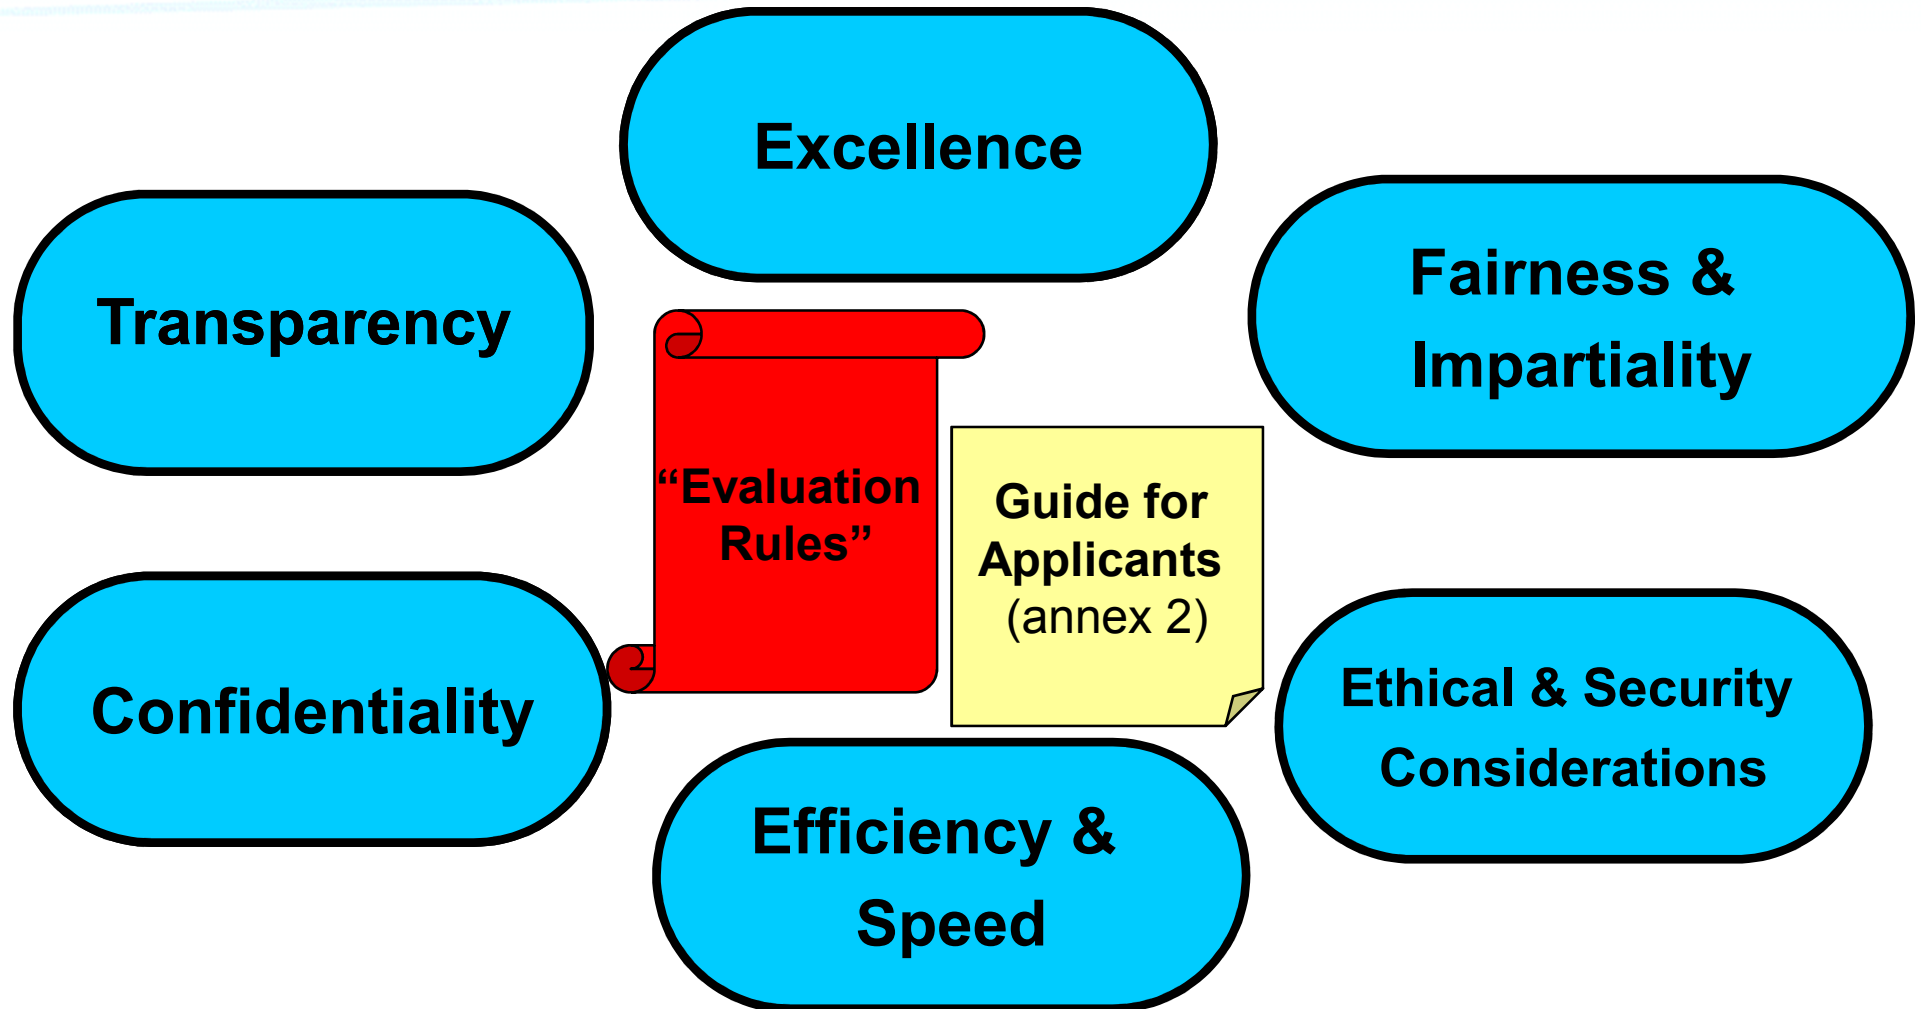 Excellence
Transparency
Fairness &
Impartiality
“Evaluation
Rules”
Guide for
Applicants
(annex 2)
Confidentiality
Ethical & Security
Considerations
Efficiency &
Speed